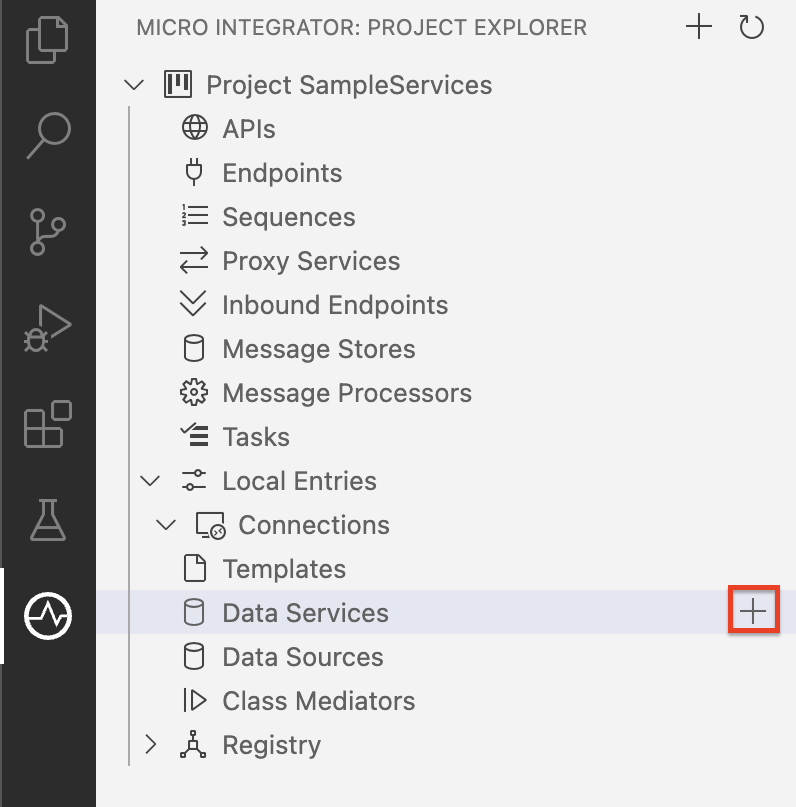 MICRO INTEGRATOR: PROJECT EXPLORER
Project SampleServices
APIs
Endpoints
Sequences
Proxy Services
Inbound Endpoints
Message Stores
Message Processors
Tasks
Local Entries
Connections
Templates
Data Services
Data Sources
Class Mediators
Registry